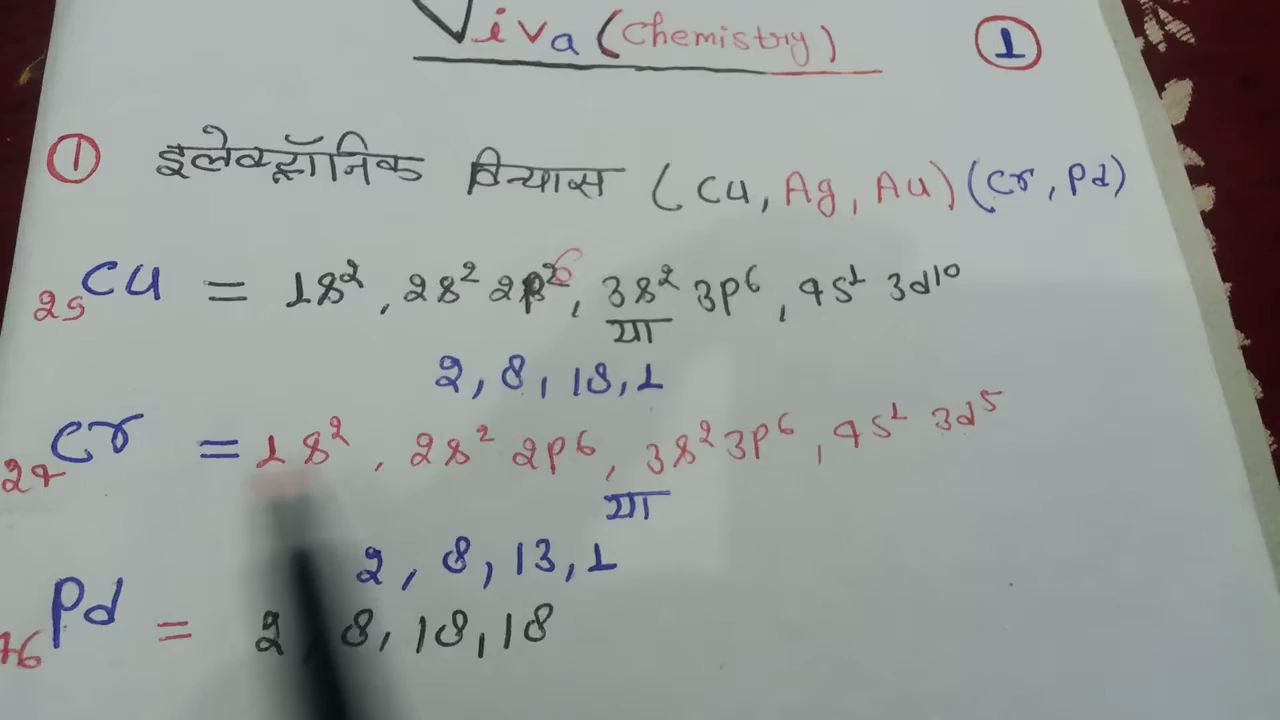 Viva (Chemistry) 1
1 इलेक्ट्रॉनिक विन्यास (Cu, Ag, Au) (Cr, Pd)
29Cu = 1s², 2s² 2p⁶, 3s² 3p⁶, 4s¹ 3d¹⁰
या
2, 8, 18, 1
24Cr = 1s², 2s² 2p⁶, 3s² 3p⁶, 4s¹ 3d⁵
या
2, 8, 13, 1
46Pd = 2, 8, 18, 18